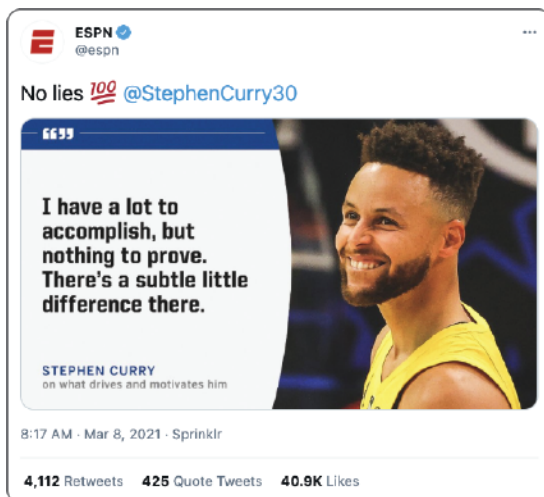 ESPN
@espn
No lies 💯 @StephenCurry30
I have a lot to
accomplish, but
nothing to prove.
There's a subtle little
difference there.
STEPHEN CURRY
on what drives and motivates him
8:17 AM · Mar 8, 2021 · Sprinklr
4,112 Retweets 425 Quote Tweets 40.9K Likes